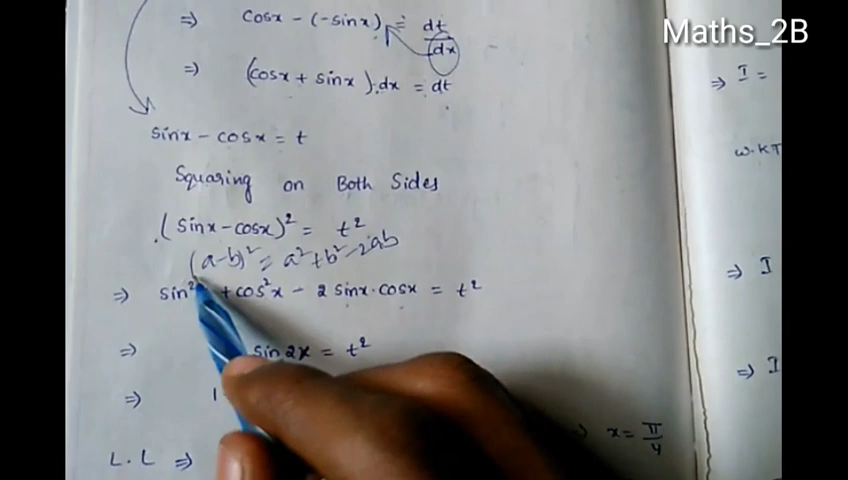 Maths_2B
⇒ cosx - (-sinx) = dt/dx
⇒ (cosx + sinx).dx = dt
sinx - cosx = t
Squaring on Both Sides
(sinx - cosx)² = t²
(a-b)² = a² + b² - 2ab
⇒ sin² + cos²x - 2 sinx.cosx = t²
⇒ sin2x = t²
⇒ 1
L.L ⇒
⇒ I =
W.K.T
⇒ I
⇒ I
⇒ x = π/4